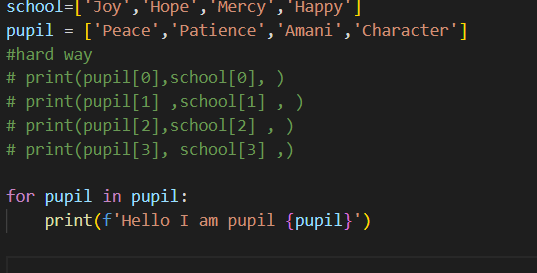 school=['Joy','Hope','Mercy','Happy']
pupil = ['Peace','Patience','Amani','Character']
#hard way
# print(pupil[0],school[0], )
# print(pupil[1] ,school[1] , )
# print(pupil[2],school[2] , )
# print(pupil[3], school[3] ,)
for pupil in pupil:
    print(f'Hello I am pupil {pupil}')